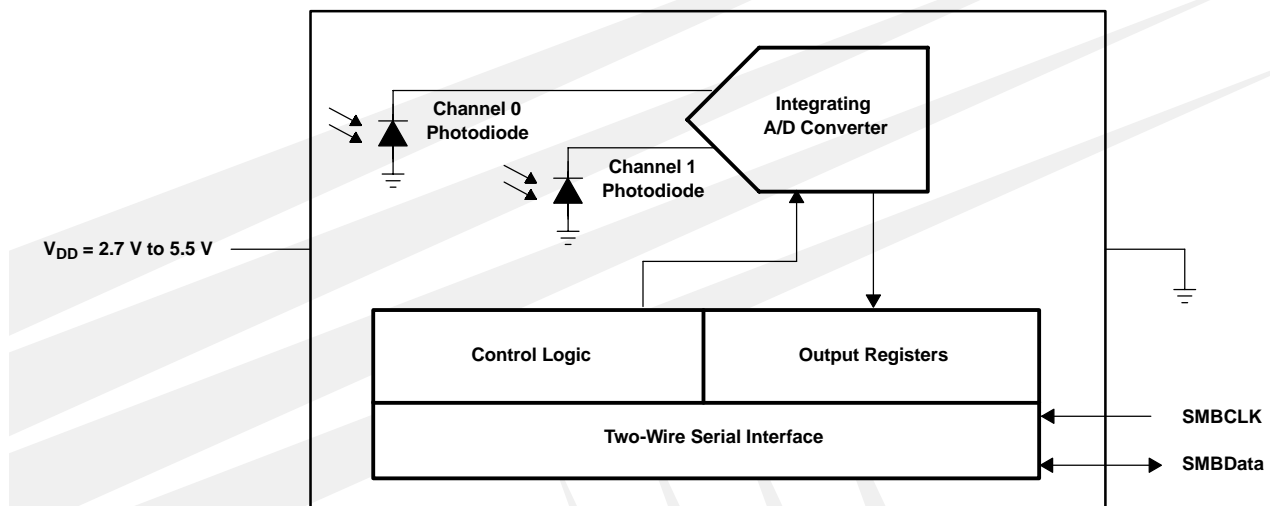 Integrating
A/D Converter
Channel 0
Photodiode
Channel 1
Photodiode
VDD = 2.7 V to 5.5 V
Control Logic
Output Registers
Two-Wire Serial Interface
SMBCLK
SMBData